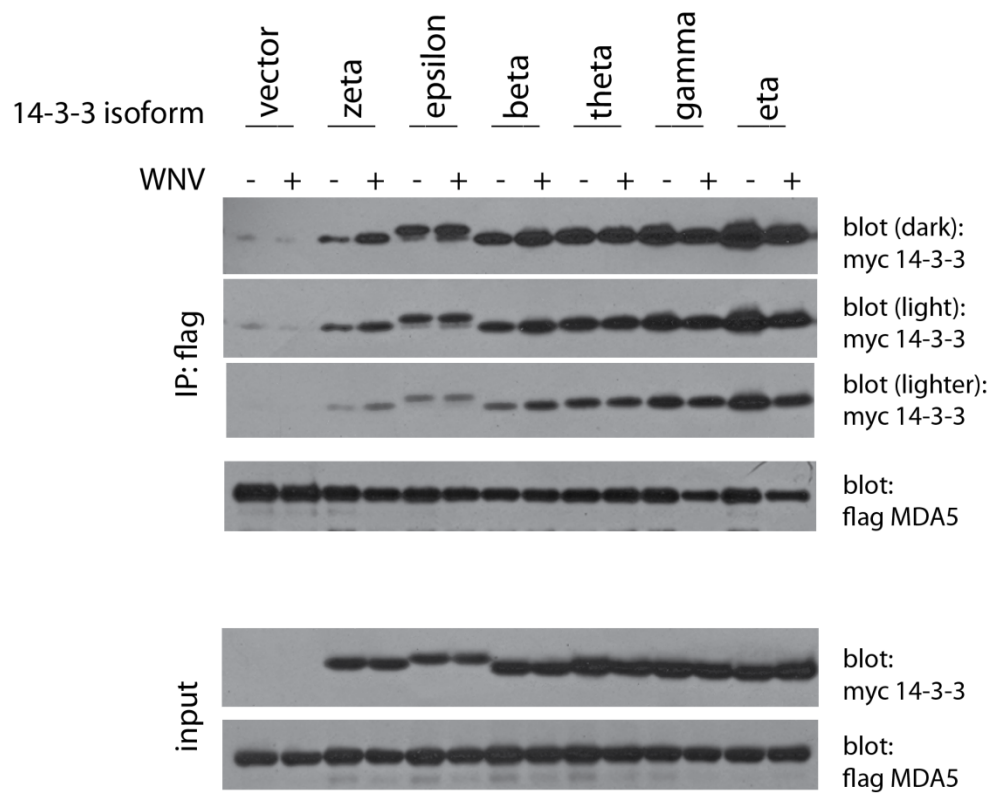 14-3-3 isoform
vector
zeta
epsilon
beta
theta
gamma
eta
WNV - + - + - + - + - + - + - +
IP: flag
blot (dark):
myc 14-3-3
blot (light):
myc 14-3-3
blot (lighter):
myc 14-3-3
blot:
flag MDA5
input
blot:
myc 14-3-3
blot:
flag MDA5